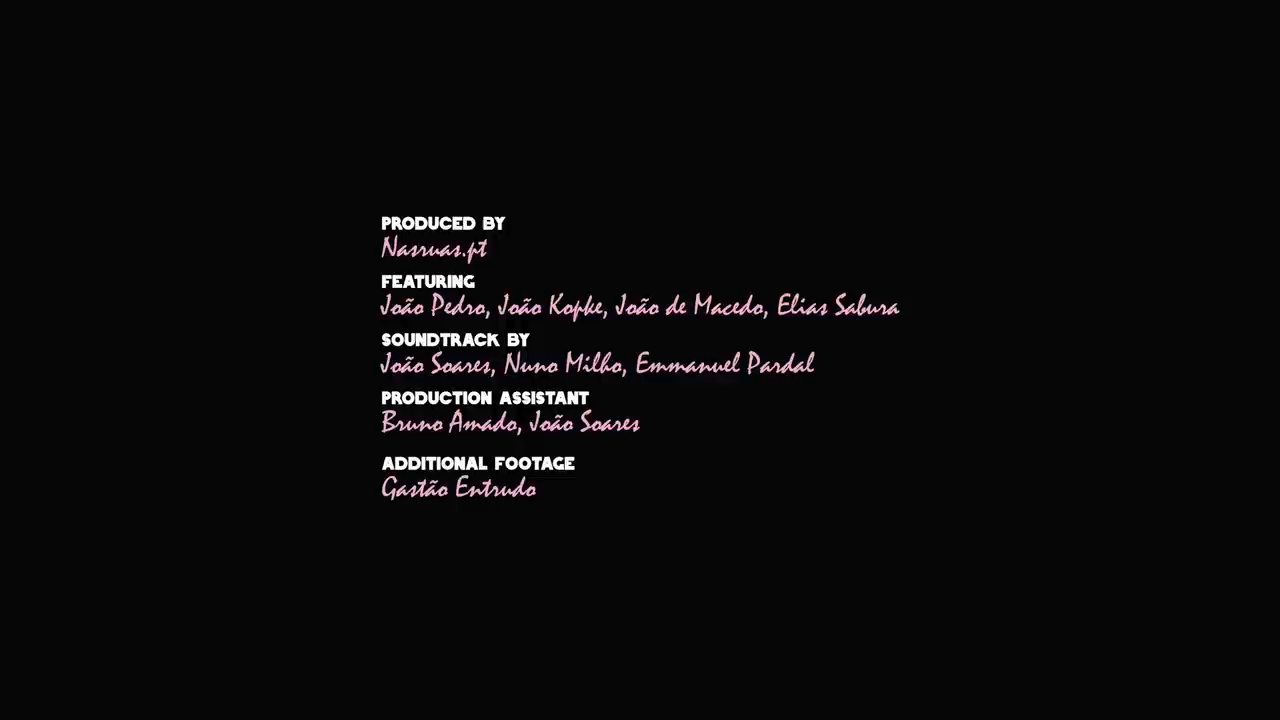 PRODUCED BY
Nasruas.pt
FEATURING
João Pedro, João Kopke, João de Macedo, Elias Sabura
SOUNDTRACK BY
João Soares, Nuno Milho, Emmanuel Pardal
PRODUCTION ASSISTANT
Bruno Amado, João Soares
ADDITIONAL FOOTAGE
Gastão Entrudo